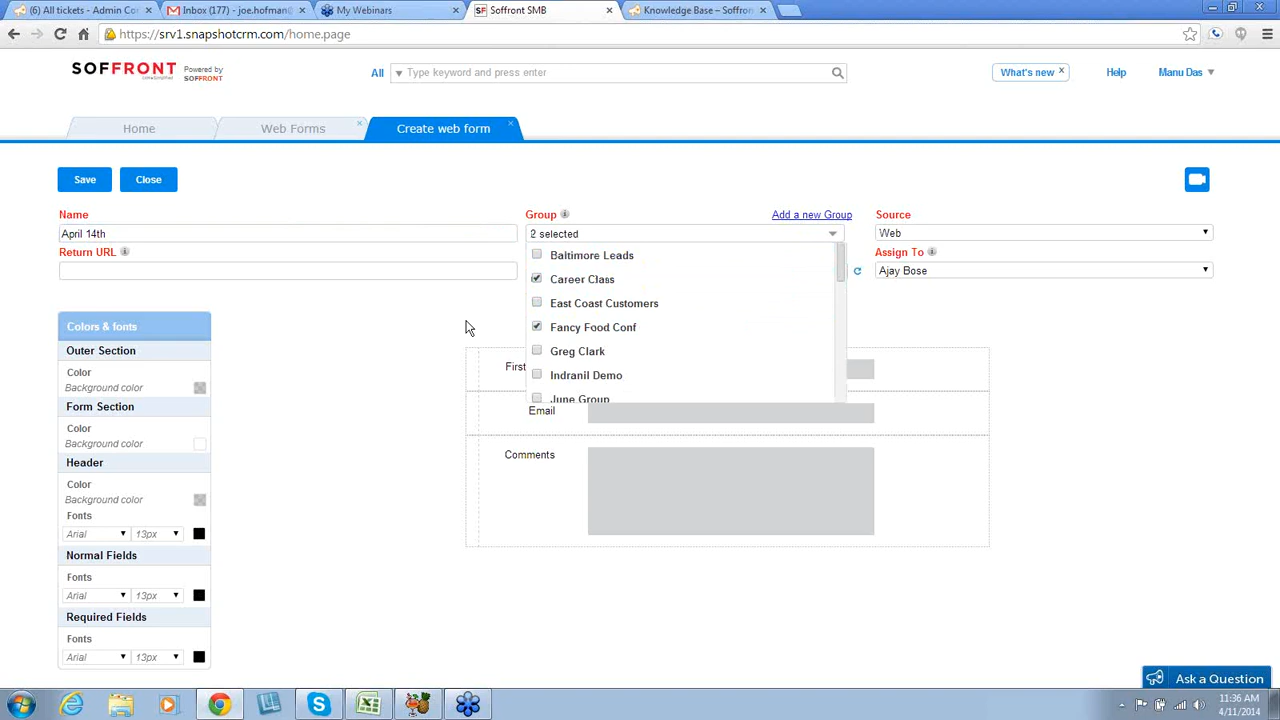 (6) All tickets - Admin Co
Inbox (177) - joe.hofman@
My Webinars
Soffront SMB
Knowledge Base – Soffron
https://srv1.snapshotcrm.com/home.page
SOFFRONT
Powered by
SOFFRONT
All
Type keyword and press enter
What's new x
Help
Manu Das
Home
Web Forms
Create web form
Save
Close
Name
Group
Add a new Group
Source
April 14th
2 selected
Web
Return URL
Assign To
Ajay Bose
Baltimore Leads
Career Class
East Coast Customers
Fancy Food Conf
Greg Clark
Indranil Demo
June Group
First
Email
Comments
Colors & fonts
Outer Section
Color
Background color
Form Section
Color
Background color
Header
Color
Background color
Fonts
Arial
13px
Normal Fields
Fonts
Arial
13px
Required Fields
Fonts
Arial
13px
Ask a Question
11:36 AM
4/11/2014